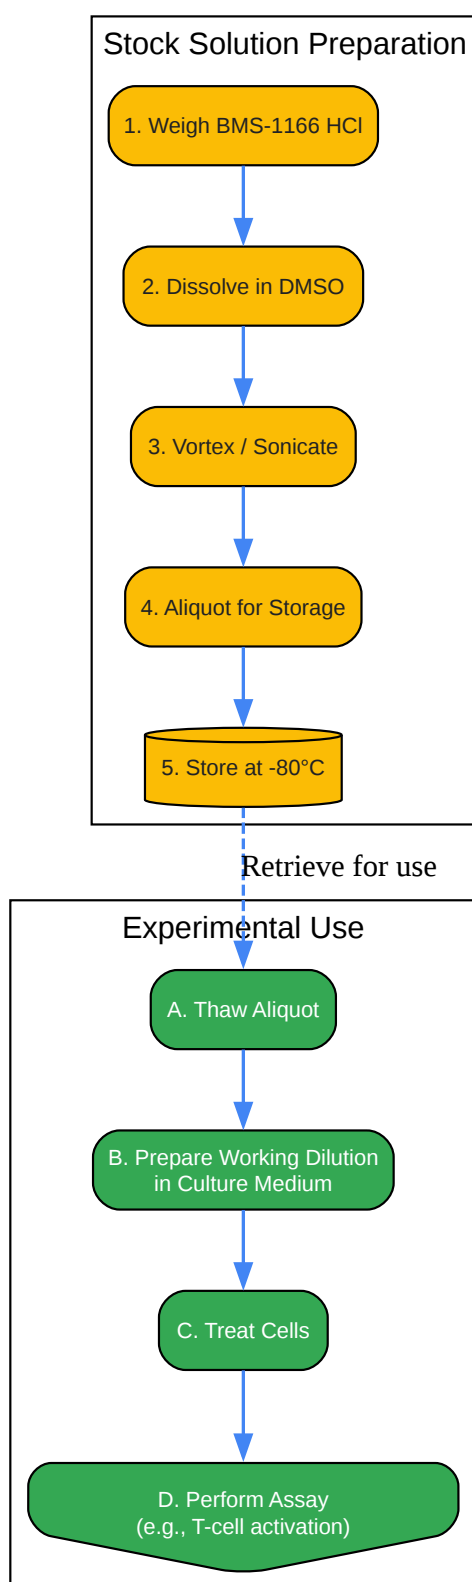 Stock Solution Preparation
1. Weigh BMS-1166 HCl
2. Dissolve in DMSO
3. Vortex / Sonicate
4. Aliquot for Storage
5. Store at -80°C
Retrieve for use
Experimental Use
A. Thaw Aliquot
B. Prepare Working Dilution
in Culture Medium
C. Treat Cells
D. Perform Assay
(e.g., T-cell activation)